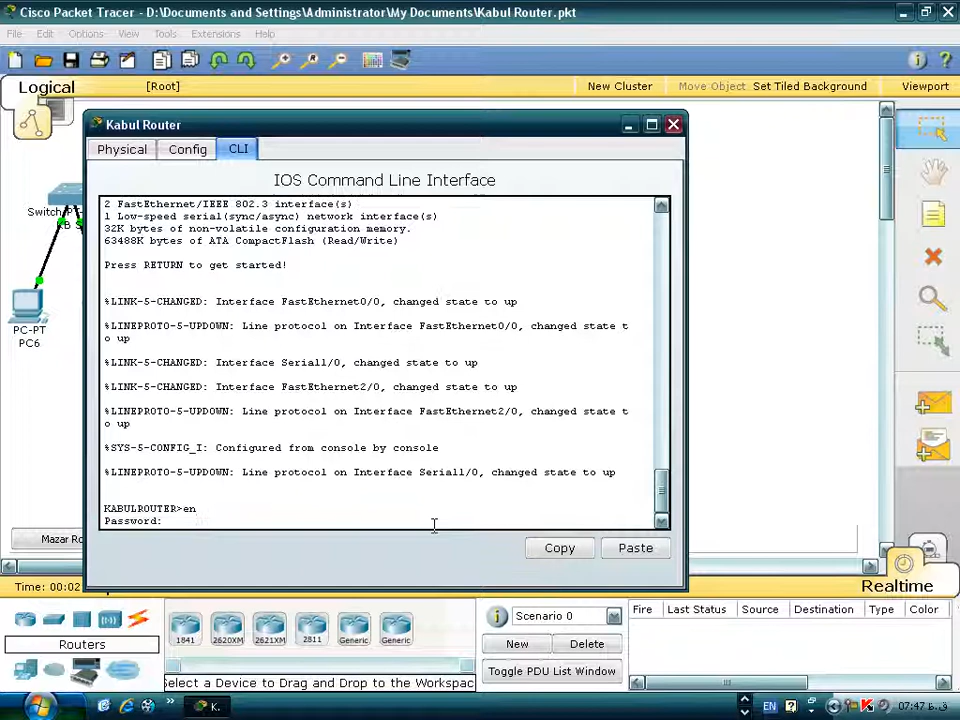 Cisco Packet Tracer - D:\Documents and Settings\Administrator\My Documents\Kabul Router.pkt
File Edit Options View Tools Extensions Help
Logical [Root] New Cluster Move Object Set Tiled Background Viewport
Kabul Router
Physical Config CLI
IOS Command Line Interface
2 FastEthernet/IEEE 802.3 interface(s)
1 Low-speed serial(sync/async) network interface(s)
32K bytes of non-volatile configuration memory.
63488K bytes of ATA CompactFlash (Read/Write)
Press RETURN to get started!
%LINK-5-CHANGED: Interface FastEthernet0/0, changed state to up
%LINEPROTO-5-UPDOWN: Line protocol on Interface FastEthernet0/0, changed state t
o up
%LINK-5-CHANGED: Interface Serial1/0, changed state to up
%LINK-5-CHANGED: Interface FastEthernet2/0, changed state to up
%LINEPROTO-5-UPDOWN: Line protocol on Interface FastEthernet2/0, changed state t
o up
%SYS-5-CONFIG_I: Configured from console by console
%LINEPROTO-5-UPDOWN: Line protocol on Interface Serial1/0, changed state to up
KABULROUTER>en
Password:
Copy Paste
PC-PT
PC6
Mazar Ro
Time: 00:02
Realtime
Routers
1841 2620XM 2621XM 2811 Generic Generic
Select a Device to Drag and Drop to the Workspac
Scenario 0
New Delete
Toggle PDU List Window
Fire Last Status Source Destination Type Color
K.
EN
07:47 ق.ظ